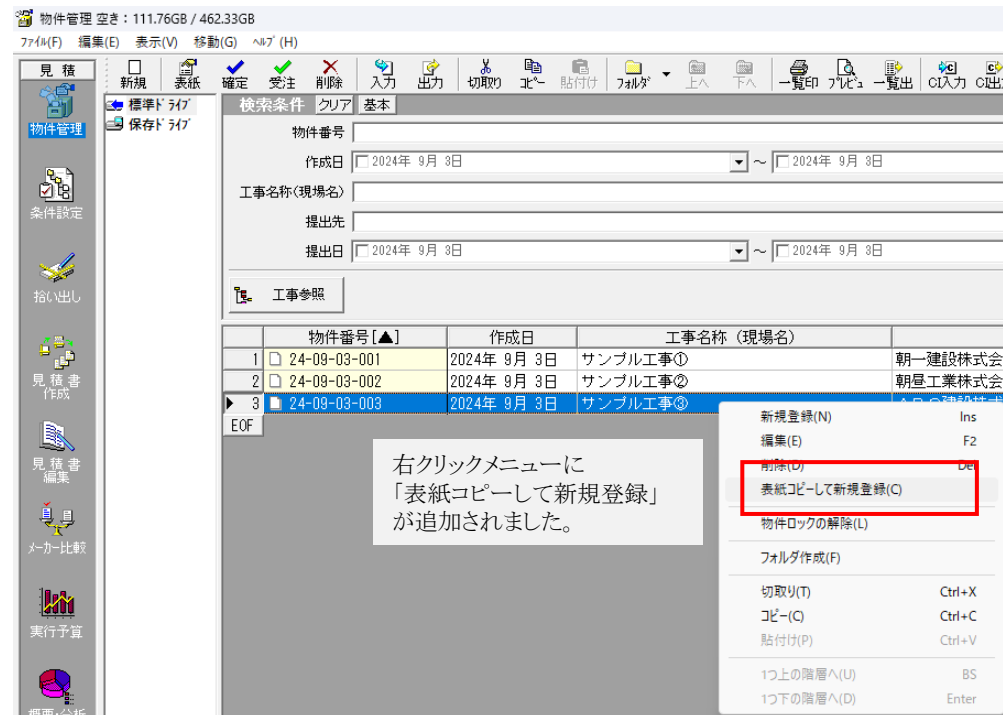 物件管理 空き：111.76GB / 462.33GB
ﾌｧｲﾙ(F) 編集(E) 表示(V) 移動(G) ﾍﾙﾌﾟ(H)
見 積
新規 表紙 確定 受注 削除 入力 出力 切取り ｺﾋﾟｰ 貼付け ﾌｫﾙﾀﾞ 上へ 下へ 一覧印 ﾌﾟﾚﾋﾞｭ 一覧出 CI入力 CI出
物件管理
条件設定
拾い出し
見 積 書
作成
見 積 書
編集
ﾒｰｶｰ比較
実行予算
概要・分析
標準ﾄﾞﾗｲﾌﾞ
保存ﾄﾞﾗｲﾌﾞ
検索条件 クリア 基本
物件番号
作成日 2024年 9月 3日 ～ 2024年 9月 3日
工事名称(現場名)
提出先
提出日 2024年 9月 3日 ～ 2024年 9月 3日
工事参照
物件番号[▲] 作成日 工事名称（現場名）
1 24-09-03-001 2024年 9月 3日 サンプル工事① 朝一建設株式会
2 24-09-03-002 2024年 9月 3日 サンプル工事② 朝昼工業株式会
3 24-09-03-003 2024年 9月 3日 サンプル工事③
EOF
右クリックメニューに
「表紙コピーして新規登録」
が追加されました。
新規登録(N) Ins
編集(E) F2
削除(D) Del
表紙ｺﾋﾟｰして新規登録(C)
物件ロックの解除(L)
フォルダ作成(F)
切取り(T) Ctrl+X
ｺﾋﾟｰ(C) Ctrl+C
貼付け(P) Ctrl+V
1つ上の階層へ(U) BS
1つ下の階層へ(D) Enter